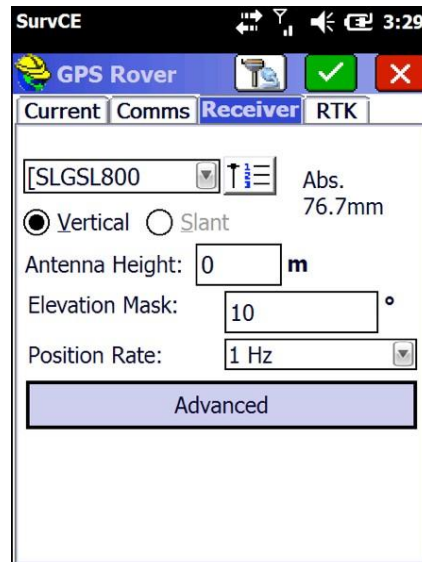 SurvCE 3:29
GPS Rover
Current Comms Receiver RTK
[SLGSL800 Abs.
76.7mm
Vertical Slant
Antenna Height: 0 m
Elevation Mask: 10 °
Position Rate: 1 Hz
Advanced